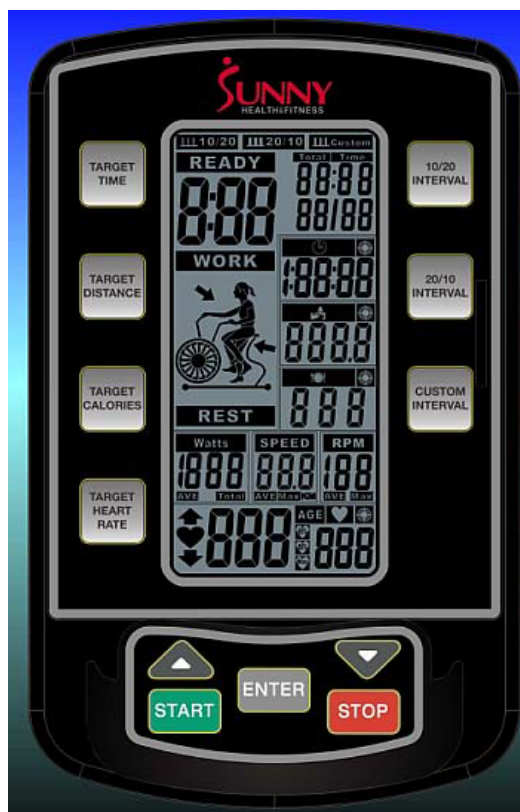 SUNNY
HEALTH&FITNESS
10/20 20/10 Custom
READY
Total Time
8:88
88:88
88/88
WORK
1:88:88
888.8
888
REST
Watts SPEED RPM
1888 88.8 188
AVE Total AVE Max AVE Max
AGE
888 888
TARGET
TIME
TARGET
DISTANCE
TARGET
CALORIES
TARGET
HEART
RATE
10/20
INTERVAL
20/10
INTERVAL
CUSTOM
INTERVAL
START
ENTER
STOP